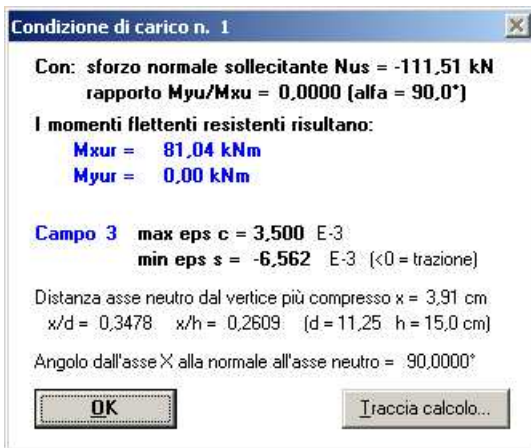 Condizione di carico n. 1
Con: sforzo normale sollecitante Nus = -111,51 kN
rapporto Myu/Mxu = 0,0000 (alfa = 90,0°)
I momenti flettenti resistenti risultano:
Mxur = 81,04 kNm
Myur = 0,00 kNm
Campo 3 max eps c = 3,500 E-3
min eps s = -6,562 E-3 (<0 = trazione)
Distanza asse neutro dal vertice più compresso x = 3,91 cm
x/d = 0,3478 x/h = 0,2609 (d = 11,25 h = 15,0 cm)
Angolo dall'asse X alla normale all'asse neutro = 90,0000°
OK Traccia calcolo...